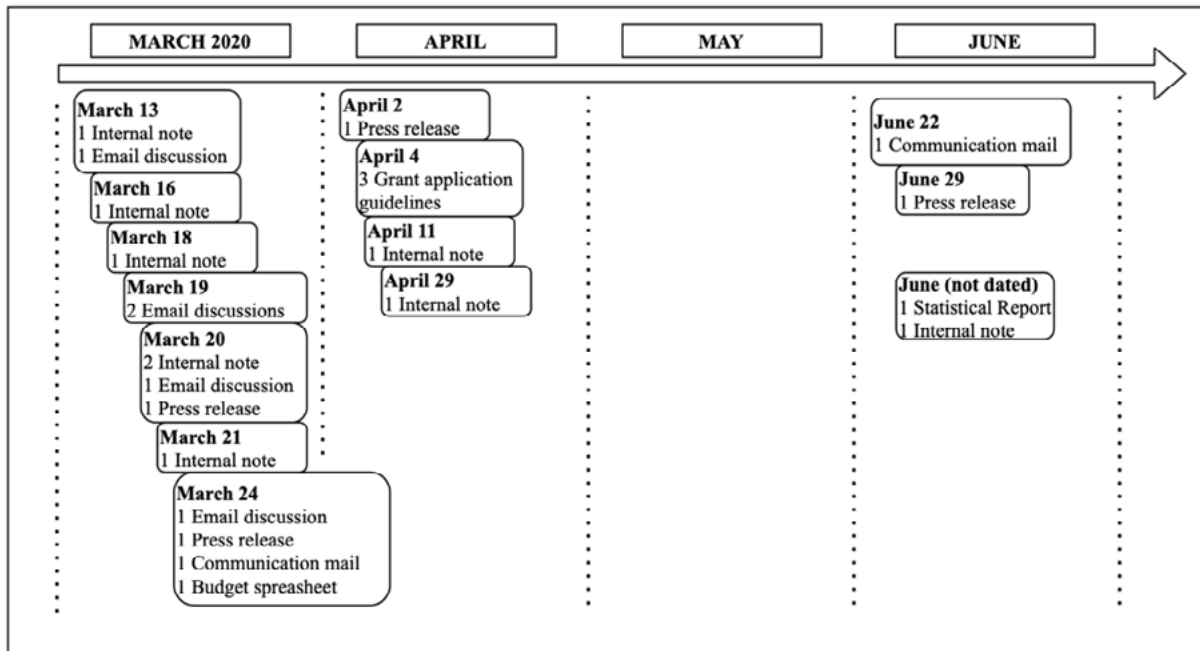 MARCH 2020
APRIL
MAY
JUNE
March 13
1 Internal note
1 Email discussion
March 16
1 Internal note
March 18
1 Internal note
March 19
2 Email discussions
March 20
2 Internal note
1 Email discussion
1 Press release
March 21
1 Internal note
March 24
1 Email discussion
1 Press release
1 Communication mail
1 Budget spreasheet
April 2
1 Press release
April 4
3 Grant application
guidelines
April 11
1 Internal note
April 29
1 Internal note
June 22
1 Communication mail
June 29
1 Press release
June (not dated)
1 Statistical Report
1 Internal note